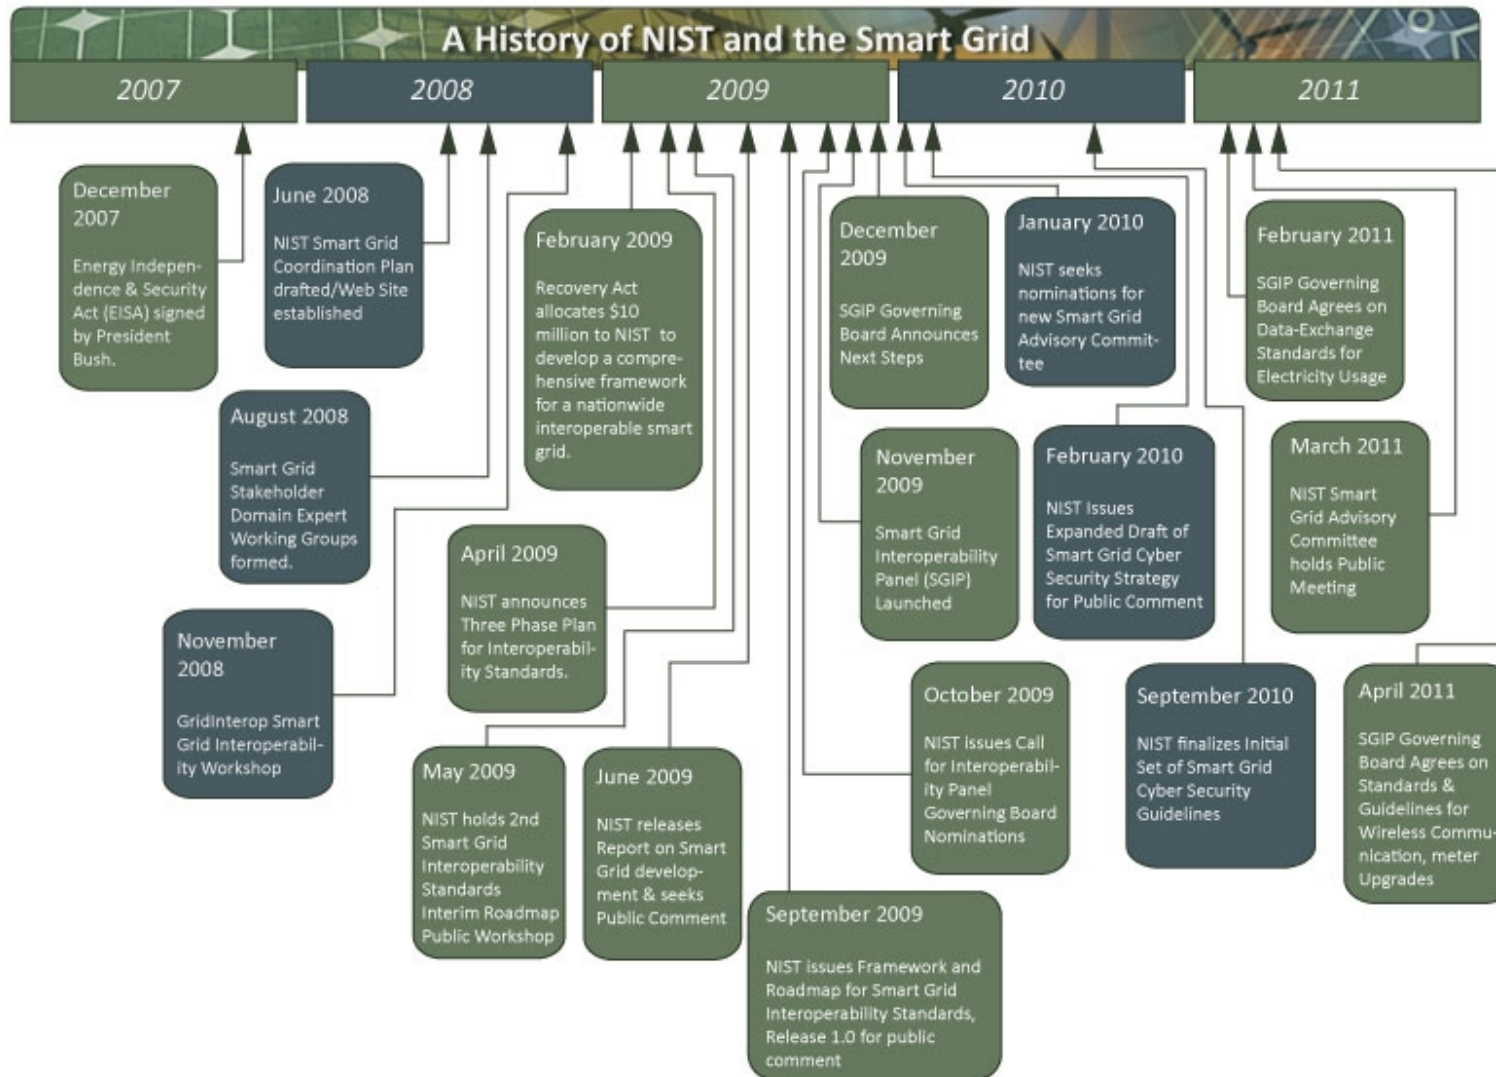 A History of NIST and the Smart Grid
2007
2008
2009
2010
2011
December
2007
Energy Indepen-
dence & Security
Act (EISA) signed
by President
Bush.
June 2008
NIST Smart Grid
Coordination Plan
drafted/Web Site
established
August 2008
Smart Grid
Stakeholder
Domain Expert
Working Groups
formed.
November
2008
GridInterop Smart
Grid Interoperabil-
ity Workshop
February 2009
Recovery Act
allocates $10
million to NIST to
develop a compre-
hensive framework
for a nationwide
interoperable smart
grid.
April 2009
NIST announces
Three Phase Plan
for Interoperabil-
ity Standards.
May 2009
NIST holds 2nd
Smart Grid
Interoperability
Standards
Interim Roadmap
Public Workshop
June 2009
NIST releases
Report on Smart
Grid develop-
ment & seeks
Public Comment
September 2009
NIST issues Framework and
Roadmap for Smart Grid
Interoperability Standards,
Release 1.0 for public
comment
October 2009
NIST issues Call
for Interoperabil-
ity Panel
Governing Board
Nominations
November
2009
Smart Grid
Interoperability
Panel (SGIP)
Launched
December
2009
SGIP Governing
Board Announces
Next Steps
January 2010
NIST seeks
nominations for
new Smart Grid
Advisory Commit-
tee
February 2010
NIST Issues
Expanded Draft of
Smart Grid Cyber
Security Strategy
for Public Comment
September 2010
NIST finalizes Initial
Set of Smart Grid
Cyber Security
Guidelines
February 2011
SGIP Governing
Board Agrees on
Data-Exchange
Standards for
Electricity Usage
March 2011
NIST Smart
Grid Advisory
Committee
holds Public
Meeting
April 2011
SGIP Governing
Board Agrees on
Standards &
Guidelines for
Wireless Commu-
nication, meter
Upgrades